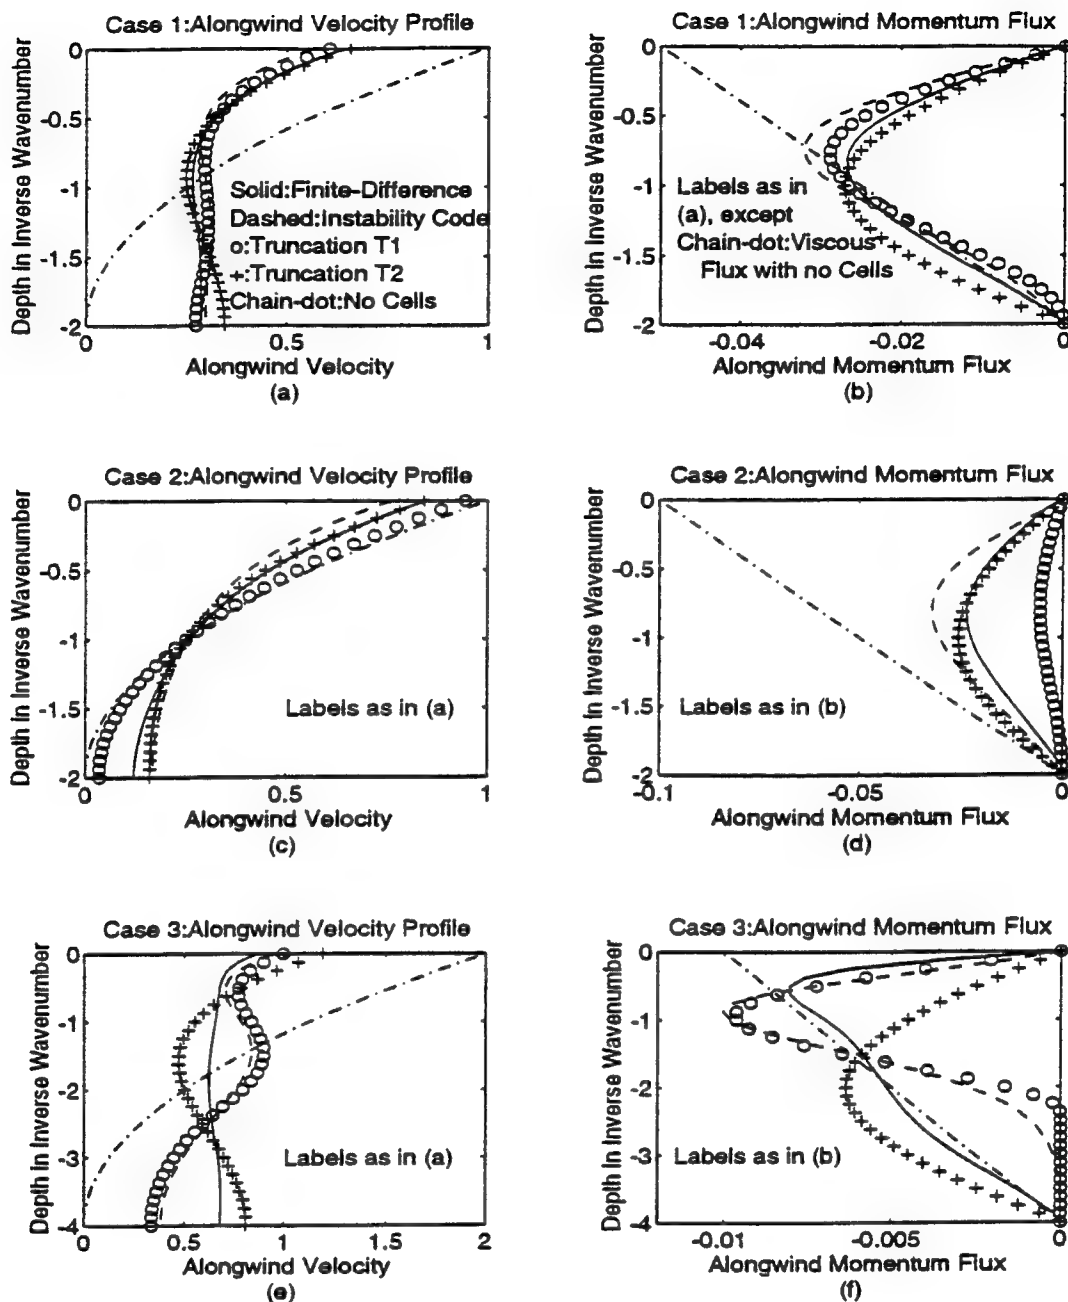 Case 1:Alongwind Velocity Profile
Depth in Inverse Wavenumber
0
-0.5
-1
-1.5
-2
Solid:Finite-Difference
Dashed:Instability Code
o:Truncation T1
+:Truncation T2
Chain-dot:No Cells
0
0.5
1
Alongwind Velocity
(a)
Case 1:Alongwind Momentum Flux
Depth in Inverse Wavenumber
0
-0.5
-1
-1.5
-2
Labels as in
(a), except
Chain-dot:Viscous
Flux with no Cells
-0.04
-0.02
0
Alongwind Momentum Flux
(b)
Case 2:Alongwind Velocity Profile
Depth in Inverse Wavenumber
0
-0.5
-1
-1.5
-2
Labels as in (a)
0
0.5
1
Alongwind Velocity
(c)
Case 2:Alongwind Momentum Flux
Depth in Inverse Wavenumber
0
-0.5
-1
-1.5
-2
Labels as in (b)
-0.1
-0.05
0
Alongwind Momentum Flux
(d)
Case 3:Alongwind Velocity Profile
Depth in Inverse Wavenumber
0
-1
-2
-3
-4
Labels as in (a)
0
0.5
1
1.5
2
Alongwind Velocity
(e)
Case 3:Alongwind Momentum Flux
Depth in Inverse Wavenumber
0
-1
-2
-3
-4
Labels as in (b)
-0.01
-0.005
0
Alongwind Momentum Flux
(f)